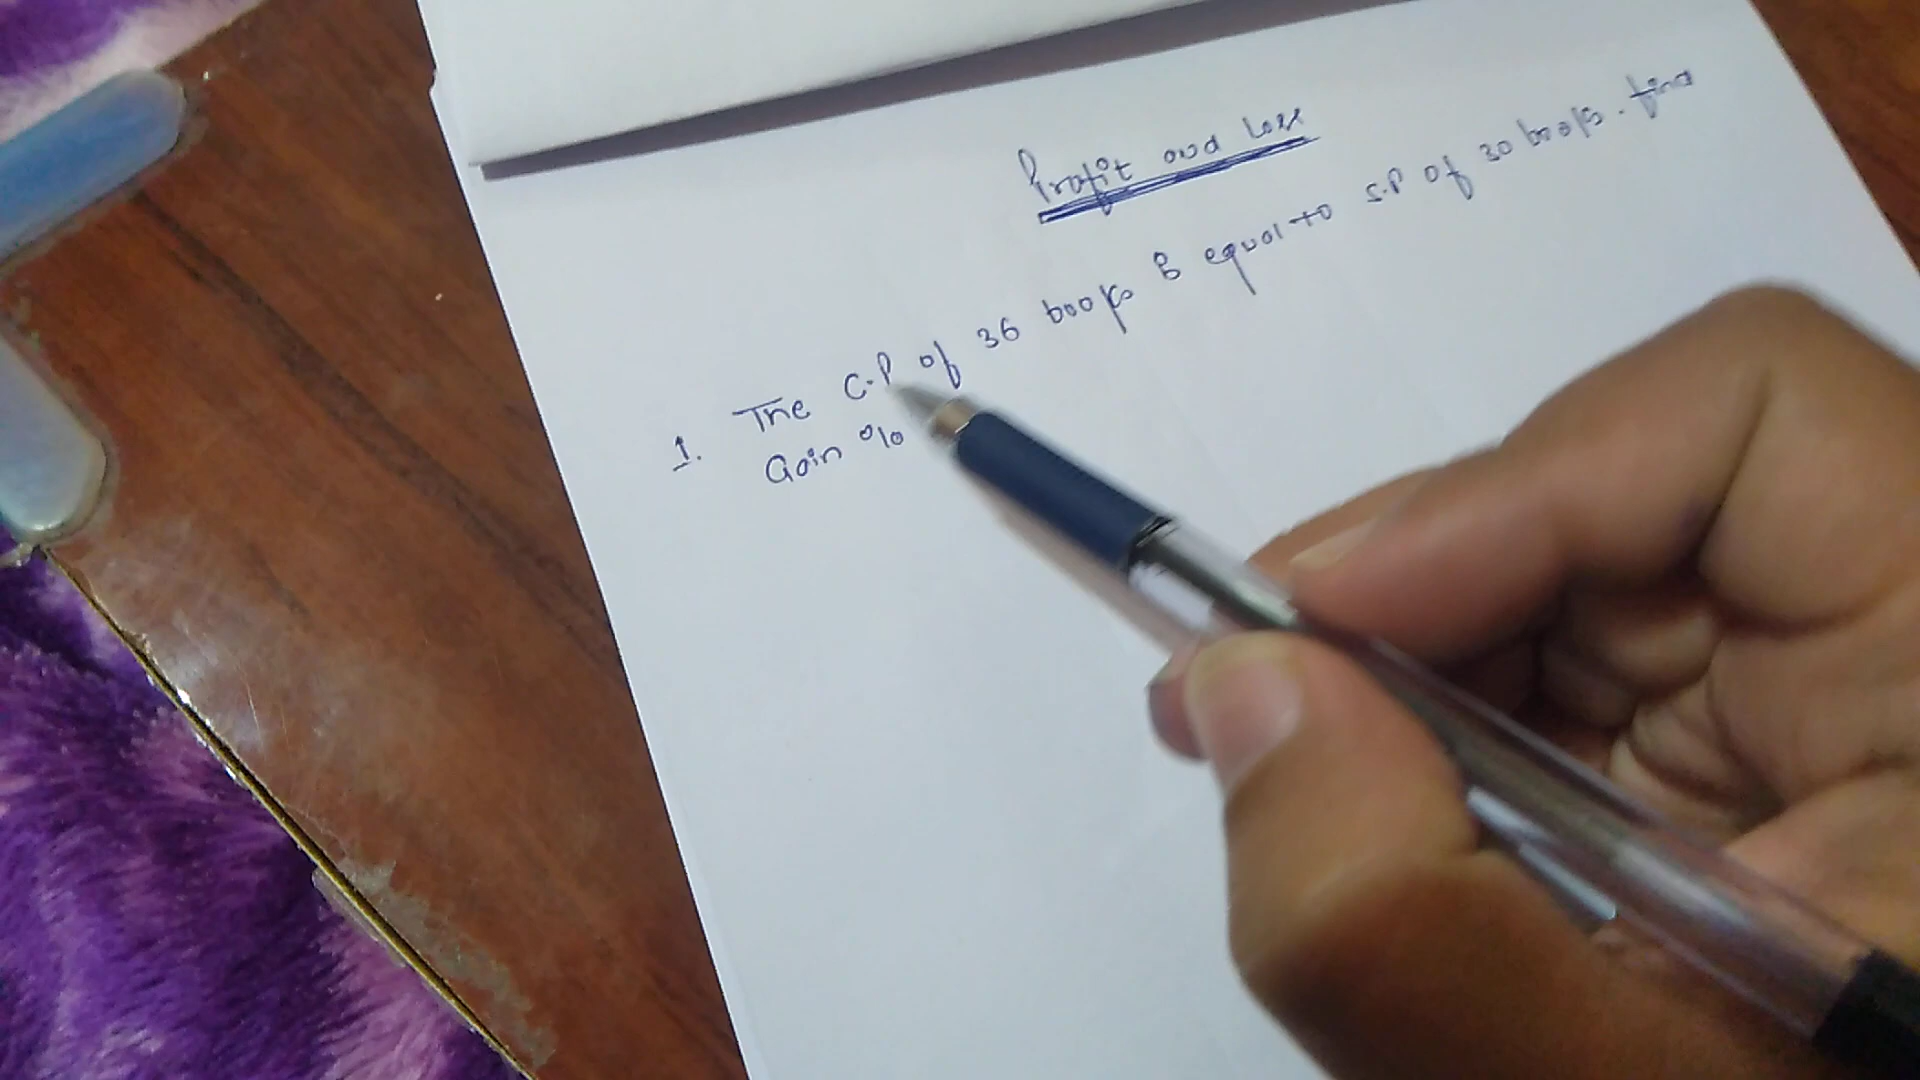 Profit and Loss
1. The C.P of 36 books is equal to S.P of 30 books. find
Gain %